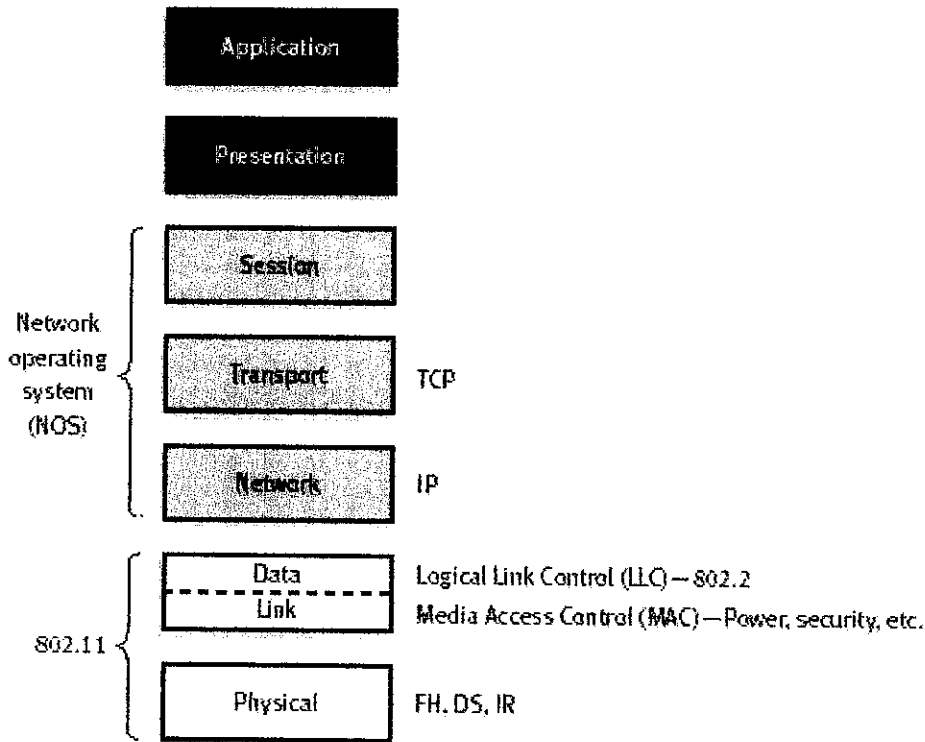 Application
Presentation
Session
Network
operating
system
(NOS)
Transport
TCP
Network
IP
Data
Logical Link Control (LLC)—802.2
Link
Media Access Control (MAC)—Power, security, etc.
802.11
Physical
FH, DS, IR